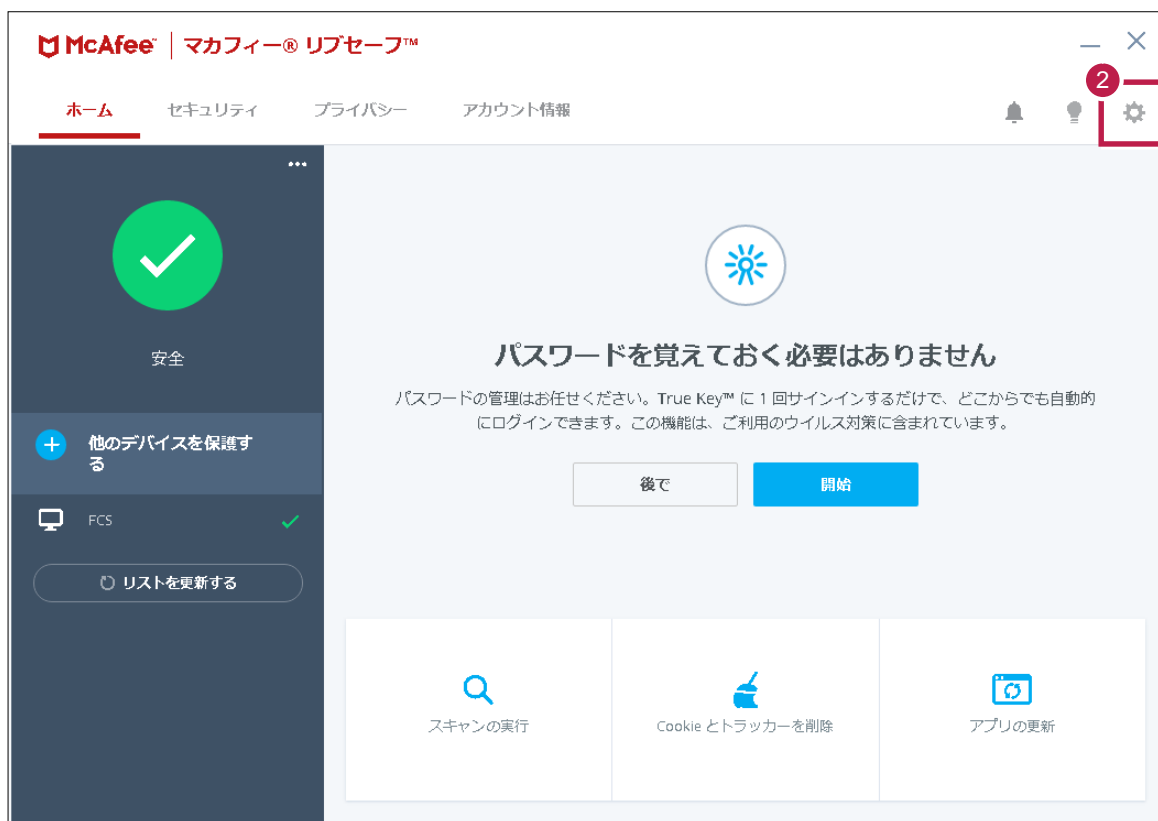 McAfee™ | マカフィー® リブセーフ™
2
ホーム セキュリティ プライバシー アカウント情報
安全
他のデバイスを保護す
る
FCS
リストを更新する
パスワードを覚えておく必要はありません
パスワードの管理はお任せください。True Key™ に 1 回サインインするだけで、どこからでも自動的
にログインできます。この機能は、ご利用のウイルス対策に含まれています。
後で 開始
スキャンの実行 Cookie とトラッカーを削除 アプリの更新